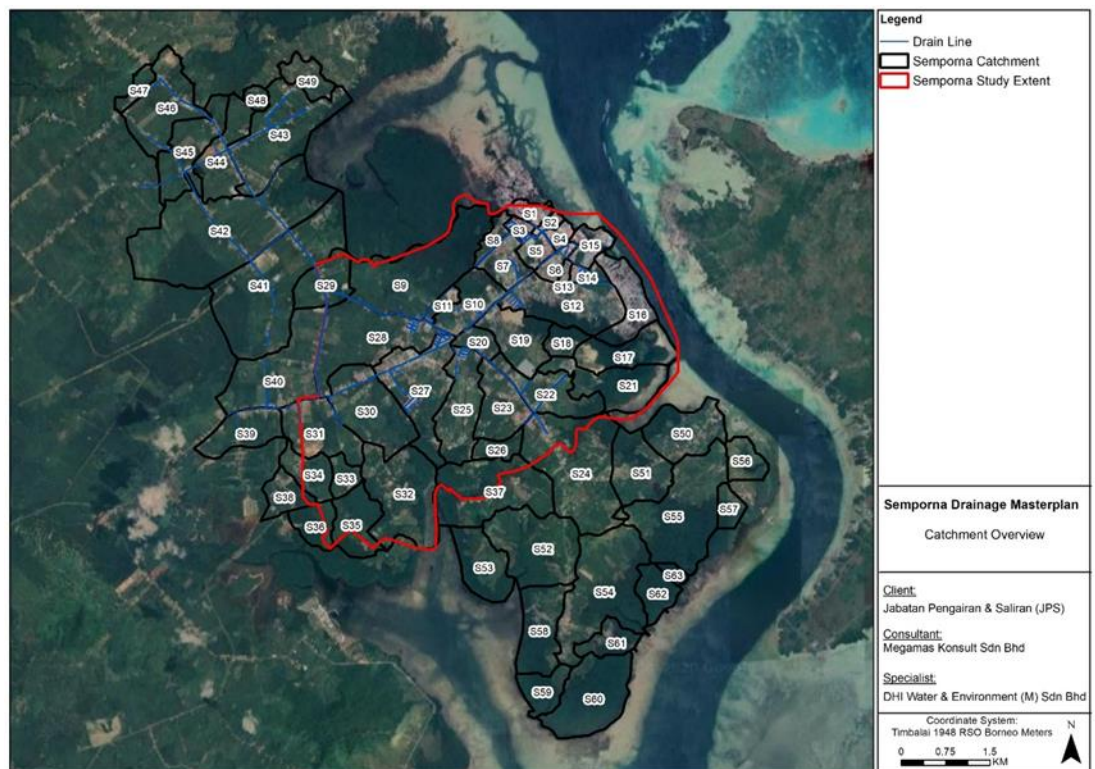 S49
S47
S48
S46
S43
S45
S44
S42
S1
S2
S3
S4
S15
S8
S5
S7
S6
S14
S13
S41
S29
S9
S10
S11
S12
S16
S28
S20
S19
S18
S17
S27
S22
S21
S40
S30
S25
S23
S39
S31
S26
S50
S24
S56
S34
S33
S51
S32
S37
S38
S57
S36
S35
S55
S52
S53
S63
S54
S62
S58
S61
S59
S60
Legend
Drain Line
Semporna Catchment
Semporna Study Extent
Semporna Drainage Masterplan
Catchment Overview
Client:
Jabatan Pengairan & Saliran (JPS)
Consultant:
Megamas Konsult Sdn Bhd
Specialist:
DHI Water & Environment (M) Sdn Bhd
Coordinate System:
Timbalai 1948 RSO Borneo Meters
N
0 0.75 1.5
KM